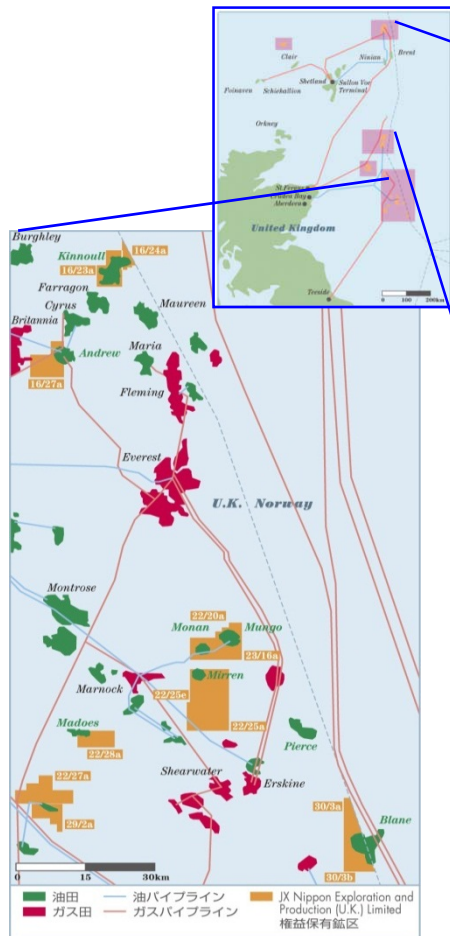 Clair
Brent
Ninian
Foinaven
Schiehallion
Shetland
Sullom Voe
Terminal
Orkney
St Fergus
Cruden Bay
Aberdeen
United Kingdom
Teeside
0 100 200km
Burghley
Kinnoull
16/24a
16/23a
Farragon
Cyrus
Britannia
Maureen
Maria
Andrew
16/27a
Fleming
Everest
U.K. Norway
Montrose
22/20a
Monan
Mungo
23/16a
Mirren
Marnock
22/25e
22/25a
Madoes
22/28a
Pierce
22/27a
Shearwater
Erskine
29/2a
30/3a
Blane
30/3b
0 15 30km
油田
油パイプライン
JX Nippon Exploration and
ガス田
ガスパイプライン
Production (U.K.) Limited
権益保有鉱区